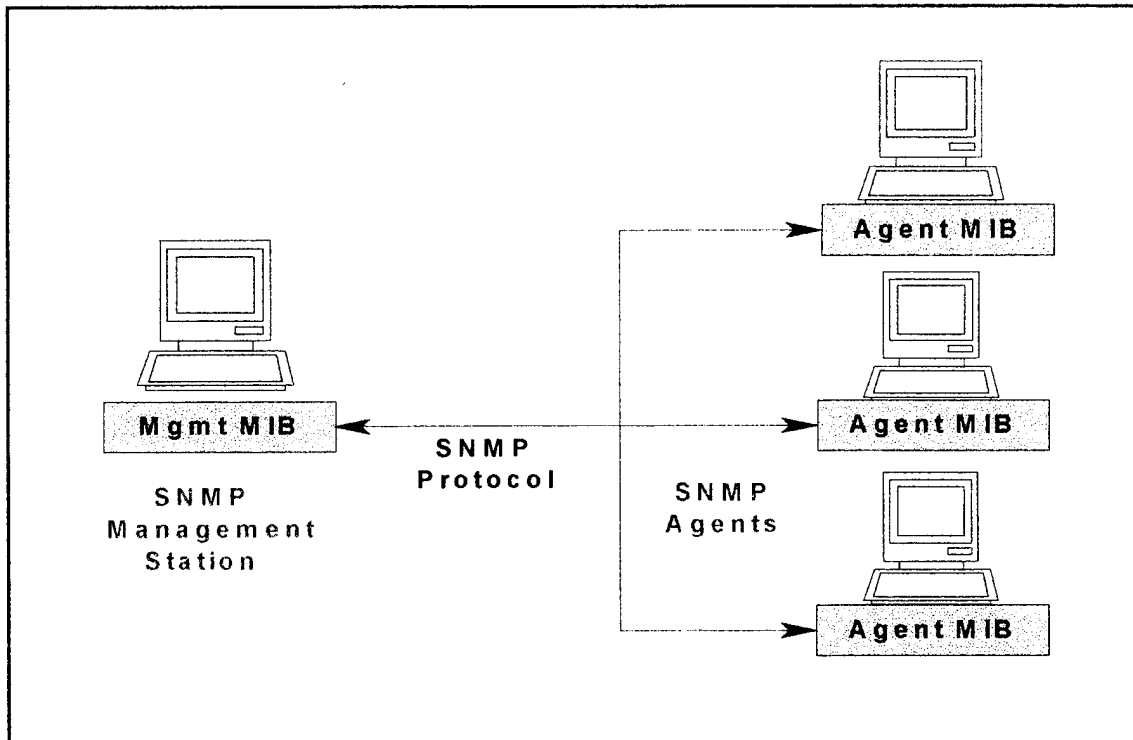 Agent MIB
Mgmt MIB
SNMP
Management
Station
SNMP
Protocol
Agent MIB
SNMP
Agents
Agent MIB